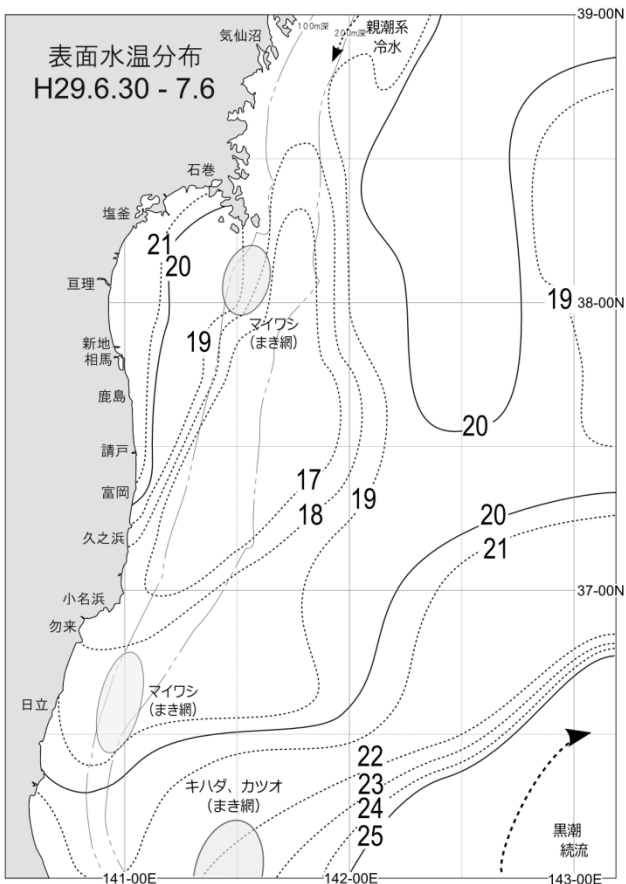 39-00N
気仙沼
100m深
200m深
親潮系
冷水
表面水温分布
H29.6.30 - 7.6
石巻
塩釜
21
20
亘理
19
38-00N
マイワシ
(まき網)
19
新地
相馬
鹿島
20
請戸
17
富岡
18
19
20
久之浜
21
小名浜
37-00N
勿来
マイワシ
(まき網)
日立
22
キハダ、カツオ
(まき網)
23
24
25
黒潮
続流
141-00E
142-00E
143-00E